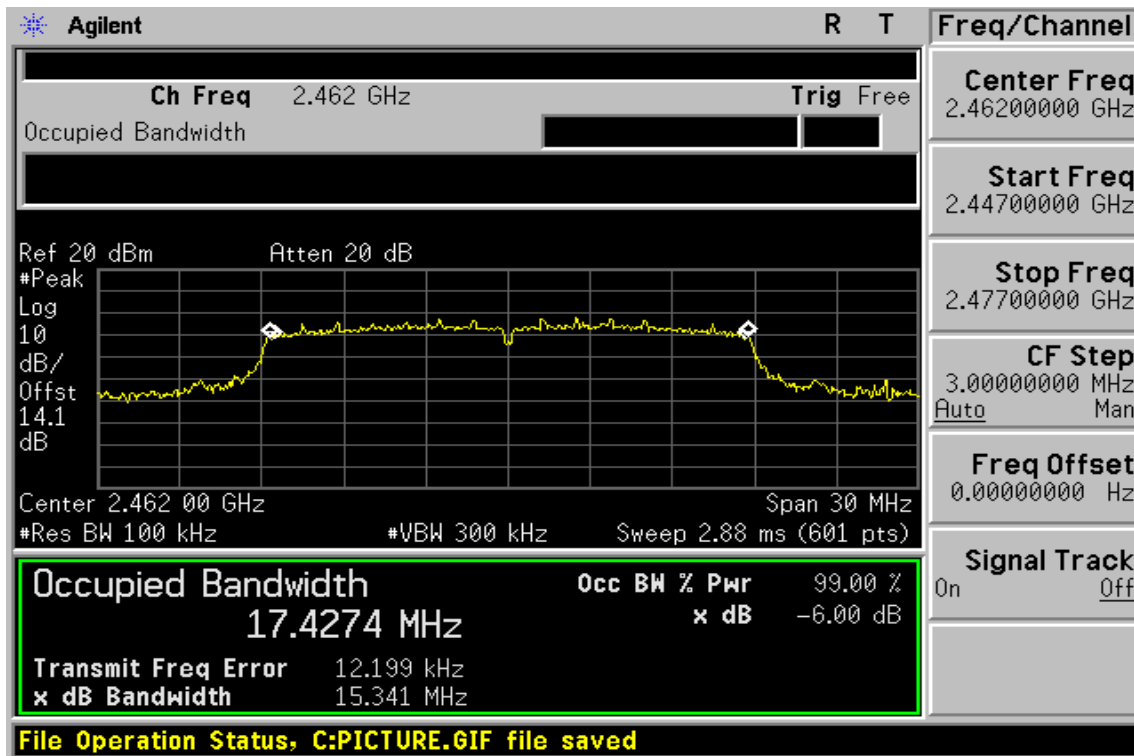 Agilent R T
Ch Freq 2.462 GHz Trig Free
Occupied Bandwidth
Ref 20 dBm Atten 20 dB
#Peak
Log
10
dB/
Offst
14.1
dB
Center 2.462 00 GHz Span 30 MHz
#Res BW 100 kHz #VBW 300 kHz Sweep 2.88 ms (601 pts)
Occupied Bandwidth
17.4274 MHz
Occ BW % Pwr 99.00 %
x dB -6.00 dB
Transmit Freq Error 12.199 kHz
x dB Bandwidth 15.341 MHz
File Operation Status, C:PICTURE.GIF file saved
Freq/Channel
Center Freq
2.46200000 GHz
Start Freq
2.44700000 GHz
Stop Freq
2.47700000 GHz
CF Step
3.00000000 MHz
Auto Man
Freq Offset
0.00000000 Hz
Signal Track
On Off